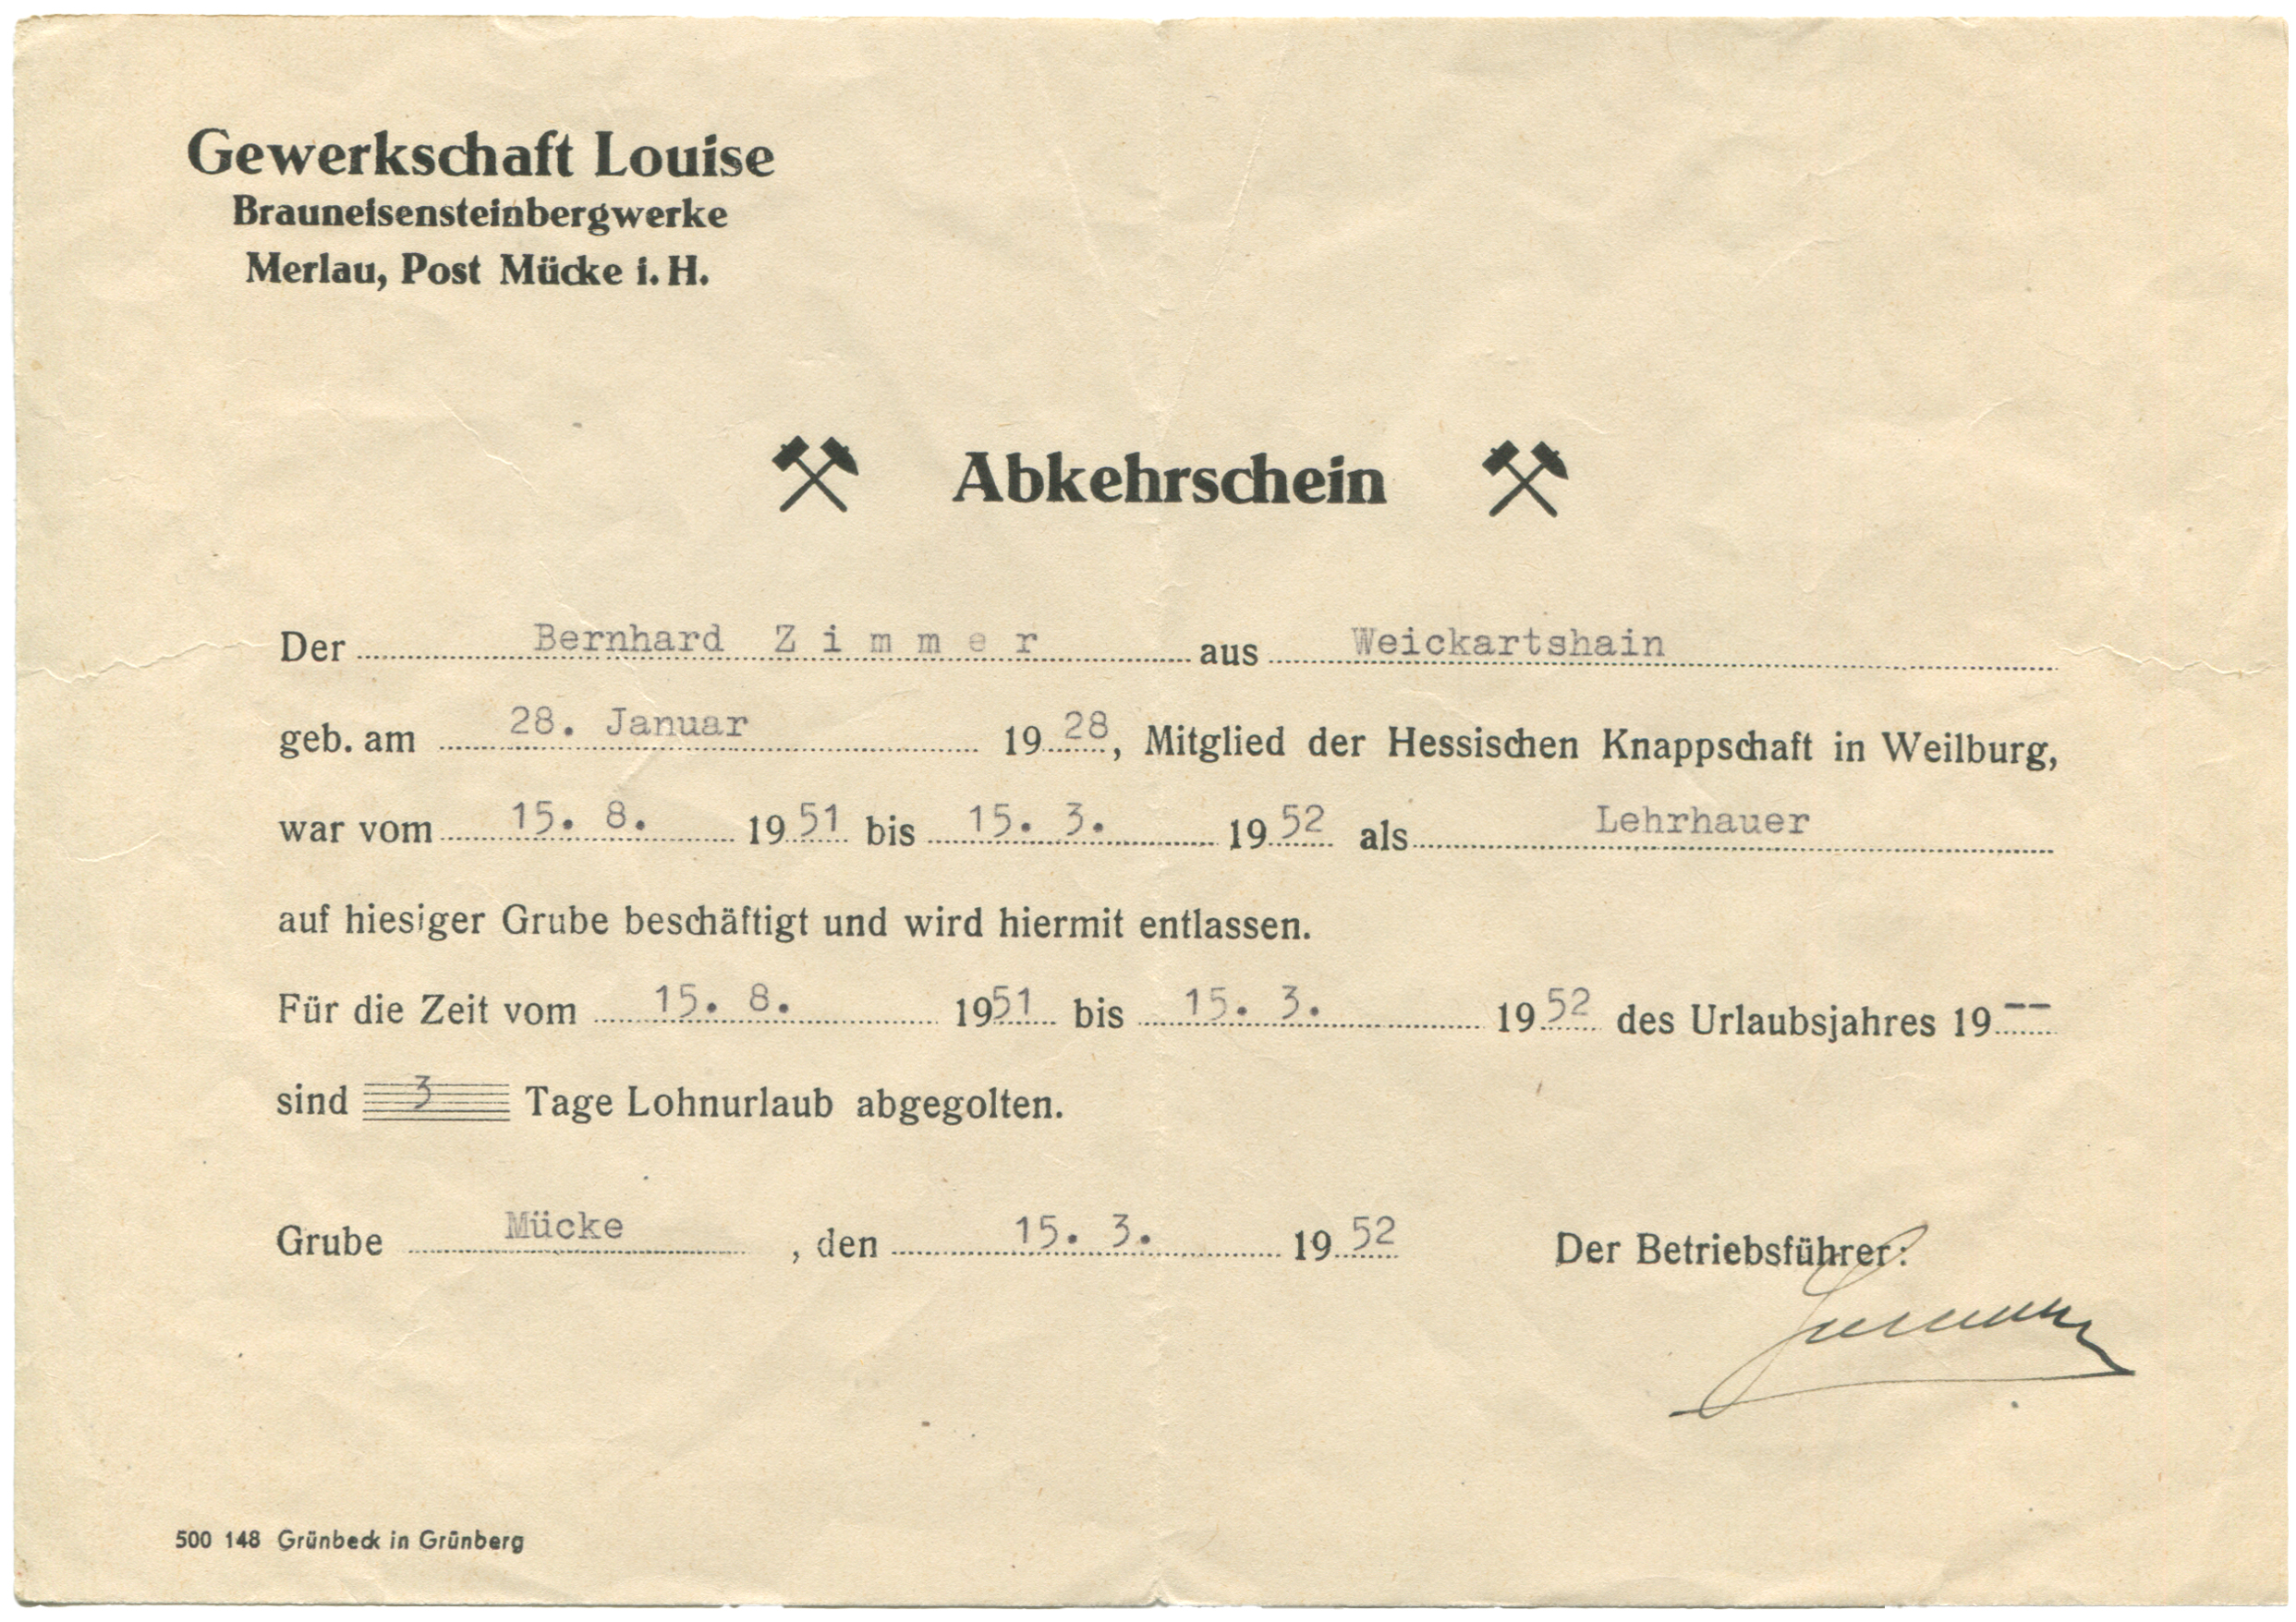 Gewerkschaft Louise
Brauneisensteinbergwerke
Merlau, Post Mücke i. H.
Abkehrschein
Der Bernhard Zimmer aus Weickartshain
geb. am 28. Januar 1928, Mitglied der Hessischen Knappschaft in Weilburg,
war vom 15. 8. 1951 bis 15. 3. 1952 als Lehrhauer
auf hiesiger Grube beschäftigt und wird hiermit entlassen.
Für die Zeit vom 15. 8. 1951 bis 15. 3. 1952 des Urlaubsjahres 19--
sind 3 Tage Lohnurlaub abgegolten.
Grube Mücke, den 15. 3. 1952 Der Betriebsführer:
500 148 Grünbeck in Grünberg